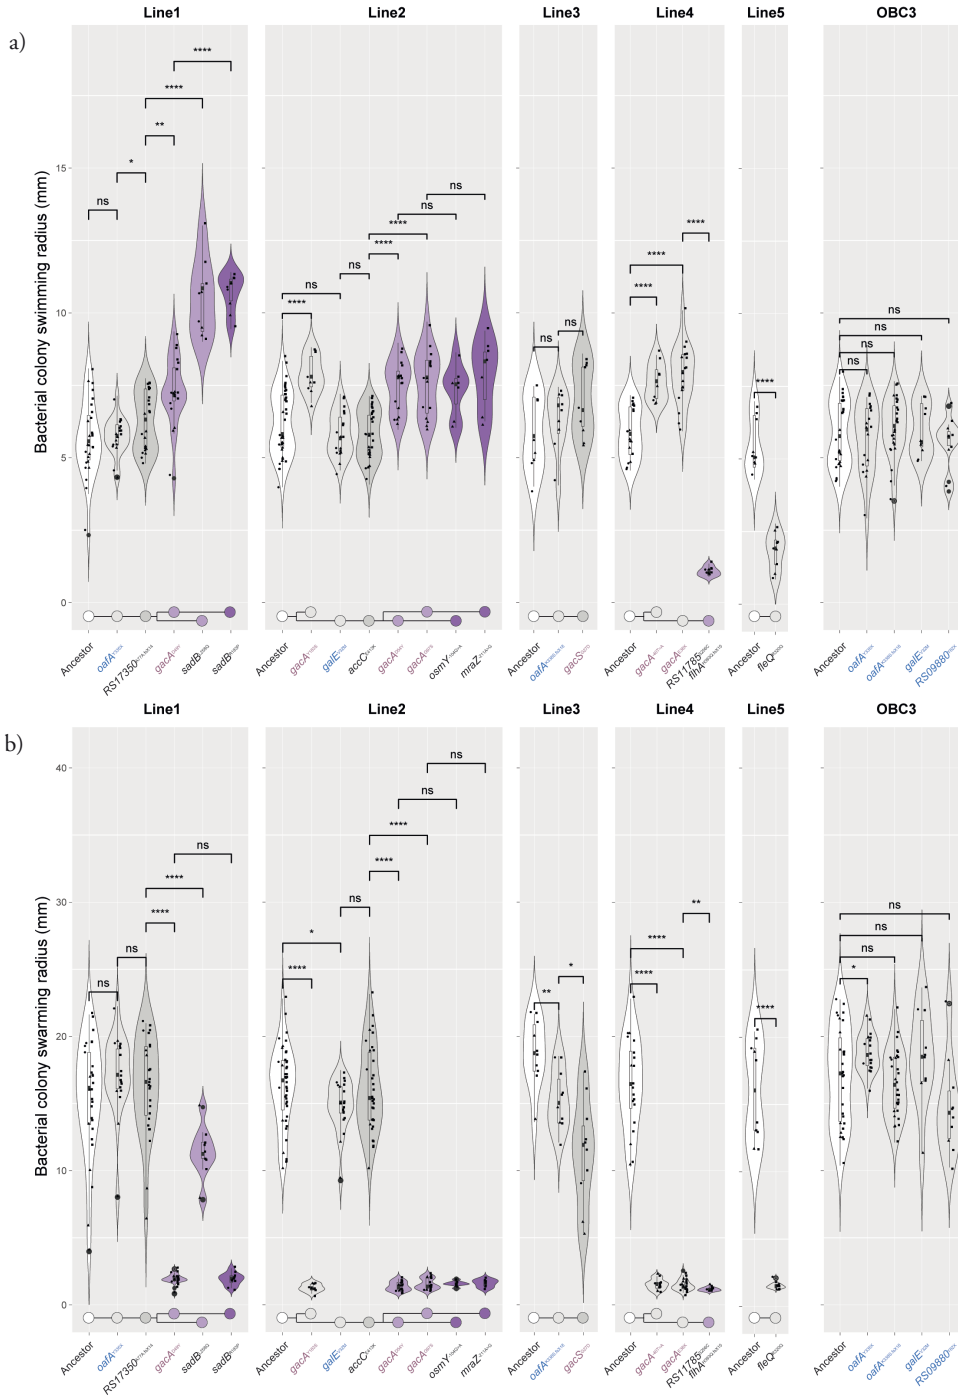 a)
Line1 Line2 Line3 Line4 Line5 OBC3
Bacterial colony swimming radius (mm)
15
10
5
0
ns * ** **** ****
**** ns ns **** **** ns ns
ns ns
**** **** ****
****
ns ns ns ns
Ancestor oafA RS17350 gacA sadB sadB
Ancestor gacA galE accC gacA gacA osmY mraZ
Ancestor oafA gacS
Ancestor gacA gacA RS11785 flhA
Ancestor fleQ
Ancestor oafA oafA galE RS09880
b)
Line1 Line2 Line3 Line4 Line5 OBC3
Bacterial colony swarming radius (mm)
40
30
20
10
0
ns ns **** **** ns
**** * ns **** **** ns ns
** *
**** **** **
****
* ns ns ns
Ancestor oafA RS17350 gacA sadB sadB
Ancestor gacA galE accC gacA gacA osmY mraZ
Ancestor oafA gacS
Ancestor gacA gacA RS11785 flhA
Ancestor fleQ
Ancestor oafA oafA galE RS09880